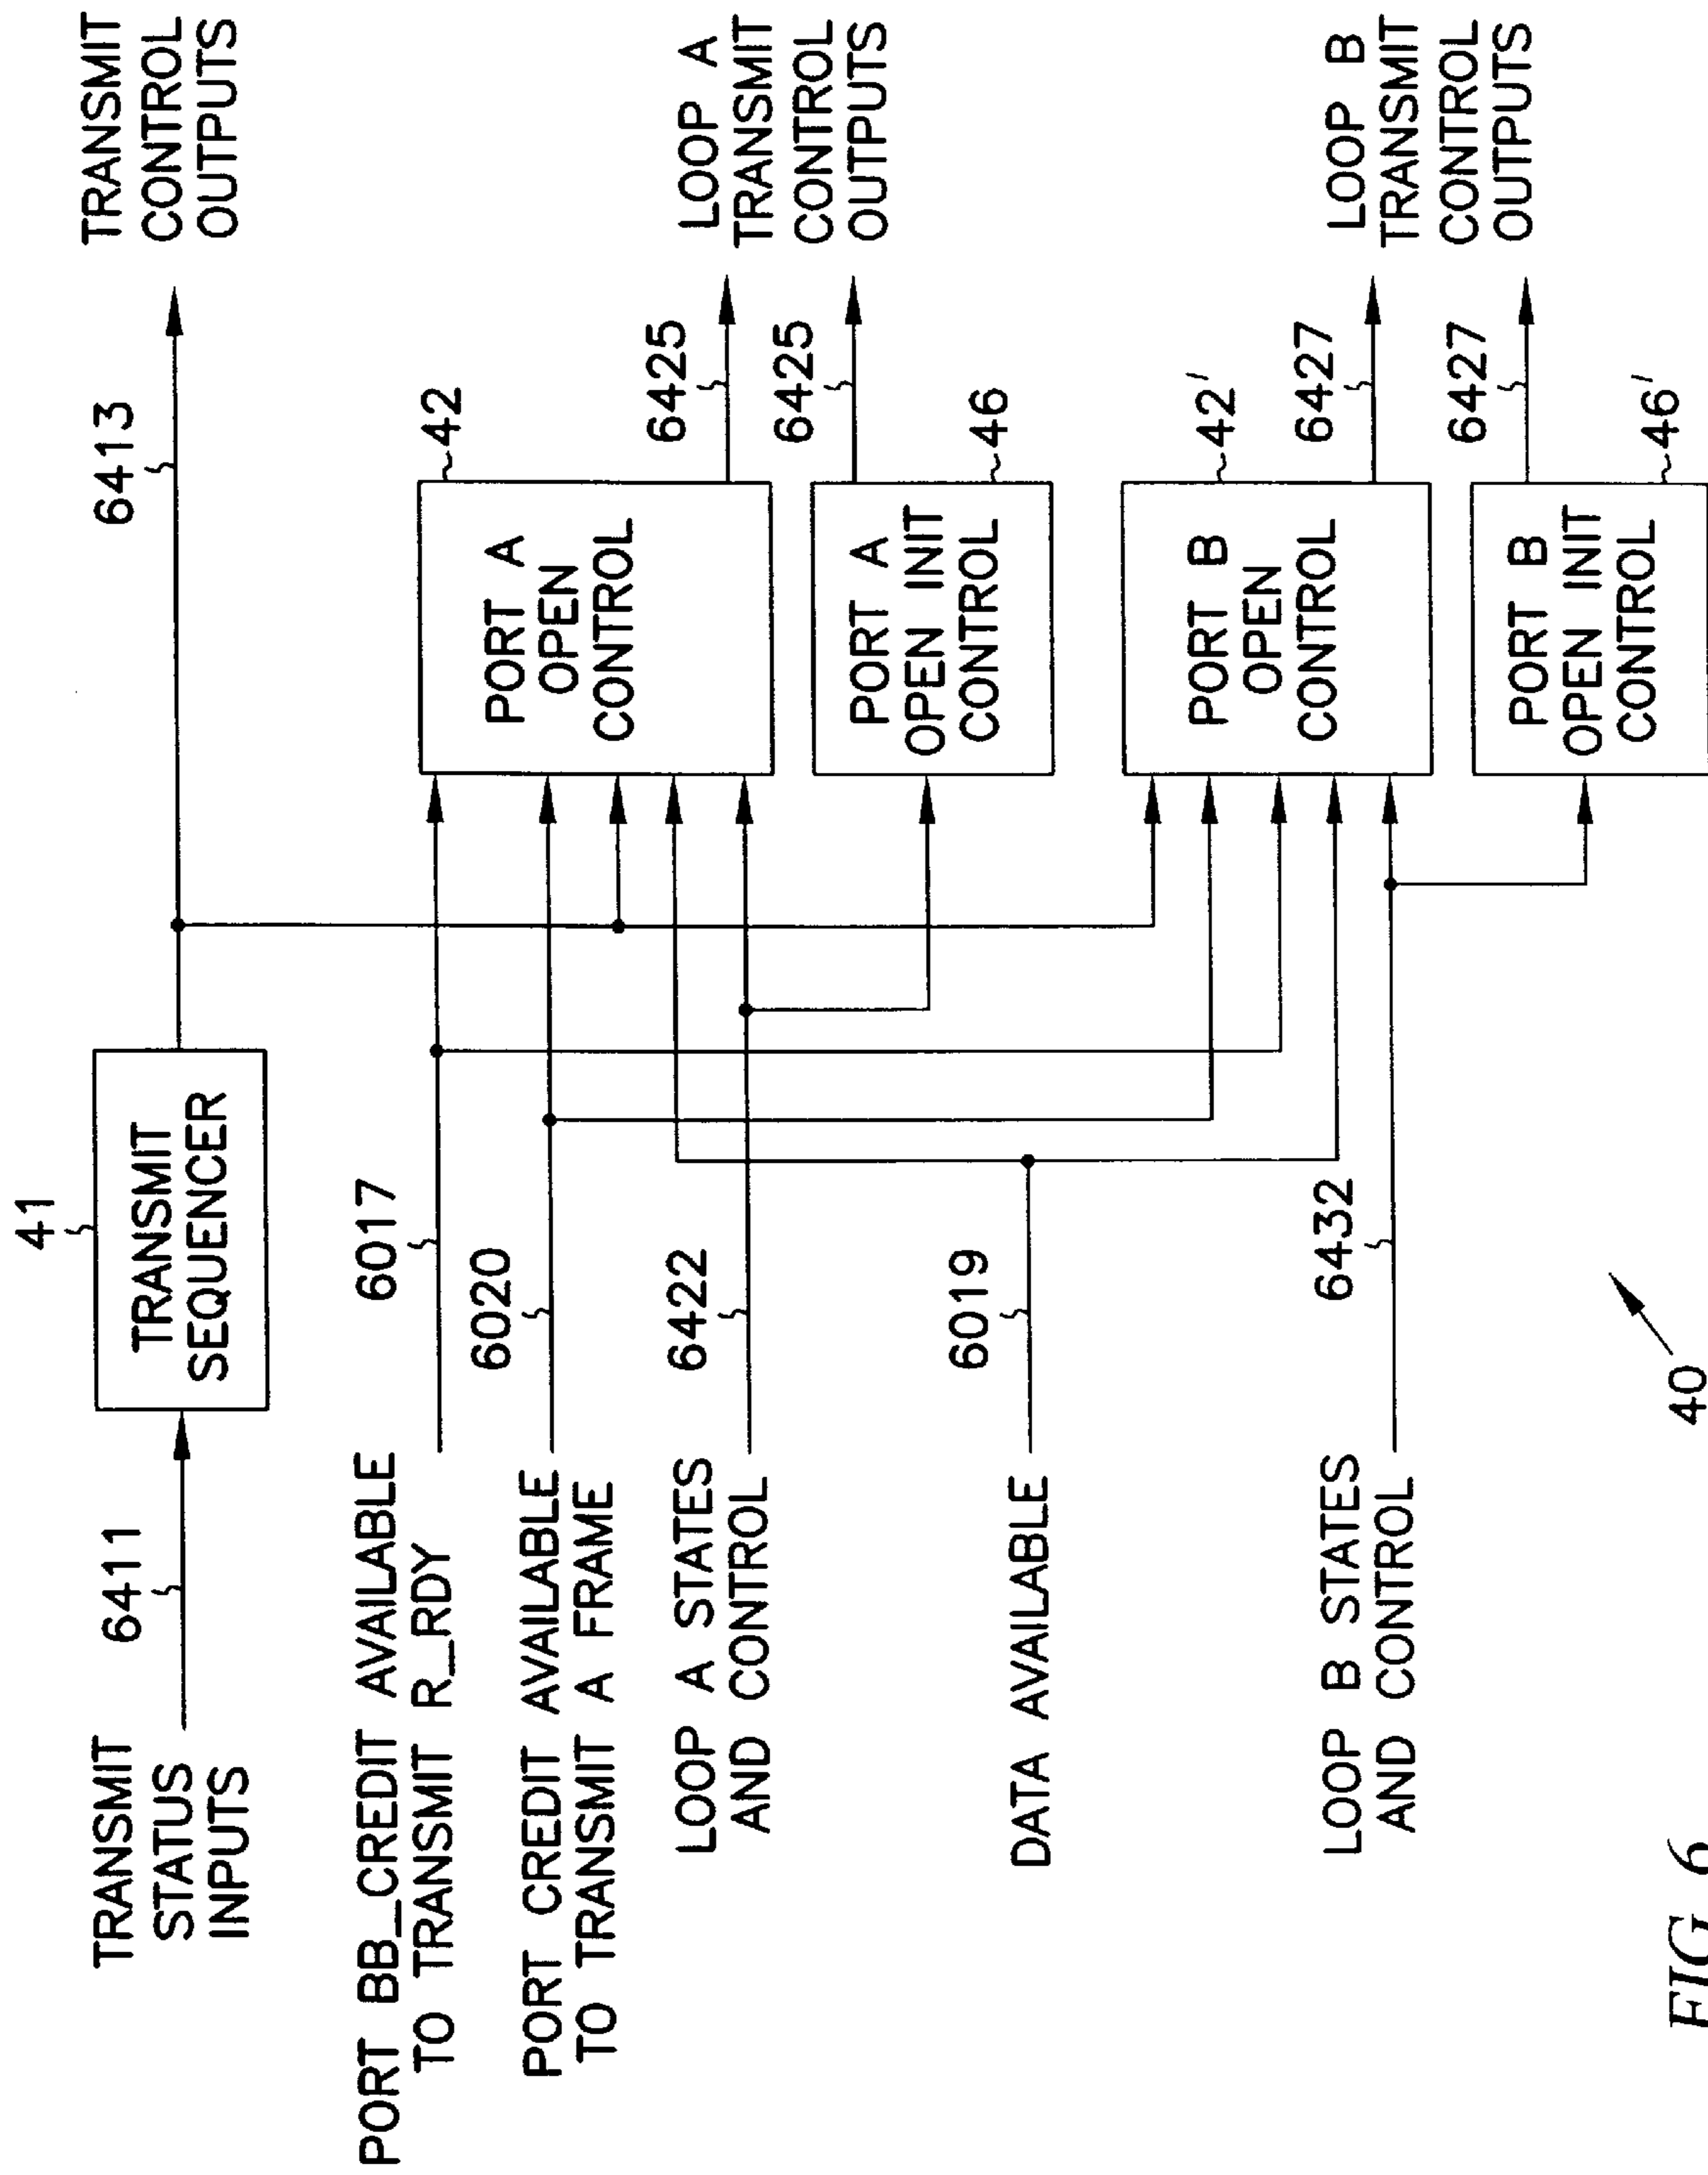 TRANSMIT
STATUS
INPUTS
6411
41
TRANSMIT
SEQUENCER
6413
TRANSMIT
CONTROL
OUTPUTS
PORT BB_CREDIT AVAILABLE
TO TRANSMIT R_RDY
6017
PORT CREDIT AVAILABLE
TO TRANSMIT A FRAME
6020
LOOP A STATES
AND CONTROL
6422
DATA AVAILABLE
6019
LOOP B STATES
AND CONTROL
6432
PORT A
OPEN
CONTROL
42
6425
PORT A
OPEN INIT
CONTROL
46
6425
LOOP A
TRANSMIT
CONTROL
OUTPUTS
PORT B
OPEN
CONTROL
42'
6427
PORT B
OPEN INIT
CONTROL
46'
6427
LOOP B
TRANSMIT
CONTROL
OUTPUTS
40
FIG. 6